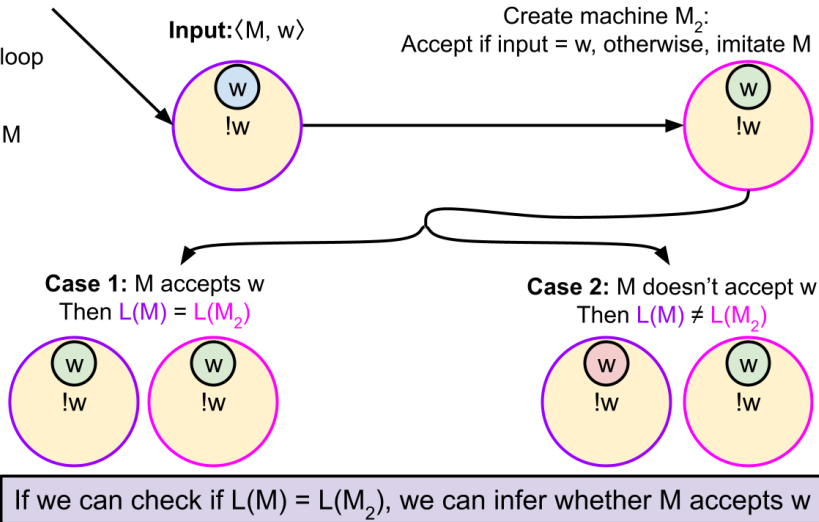 Create machine M₂:
Input:⟨M, w⟩
Accept if input = w, otherwise, imitate M
loop
w
!w
w
!w
M
Case 1: M accepts w
Then L(M) = L(M₂)
Case 2: M doesn't accept w
Then L(M) ≠ L(M₂)
w
!w
w
!w
w
!w
w
!w
If we can check if L(M) = L(M₂), we can infer whether M accepts w